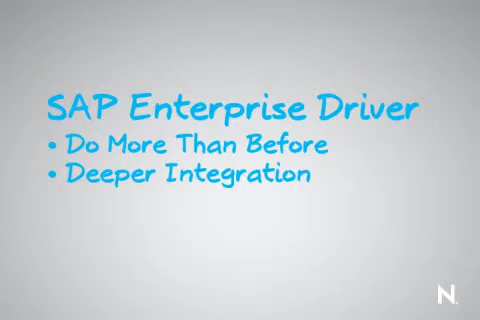 SAP Enterprise Driver
• Do More Than Before
• Deeper Integration
N